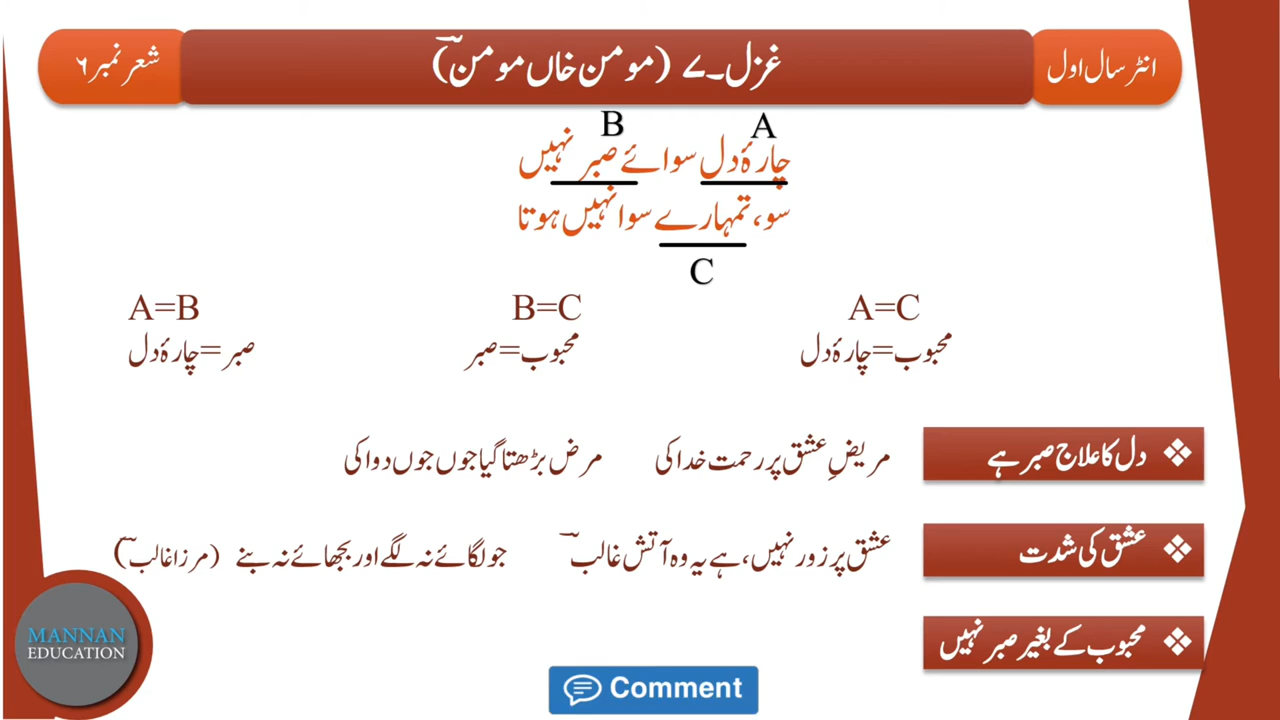 انٹر سال اول
غزل۔۷ (مومن خاں مومنؔ)
شعر نمبر ۶
B A
چارۂ دل سوائے صبر نہیں
سو، تمہارے سوا نہیں ہوتا
C
A=C
B=C
A=B
محبوب=چارۂ دل
محبوب=صبر
صبر=چارۂ دل
❖ دل کا علاج صبر ہے
مریضِ عشق پر رحمت خدا کی مرض بڑھتا گیا جوں جوں دوا کی
❖ عشق کی شدت
عشق پر زور نہیں، ہے یہ وہ آتش غالبؔ جو لگائے نہ لگے اور بجھائے نہ بنے (مرزا غالبؔ)
❖ محبوب کے بغیر صبر نہیں
MANNAN
EDUCATION
Comment